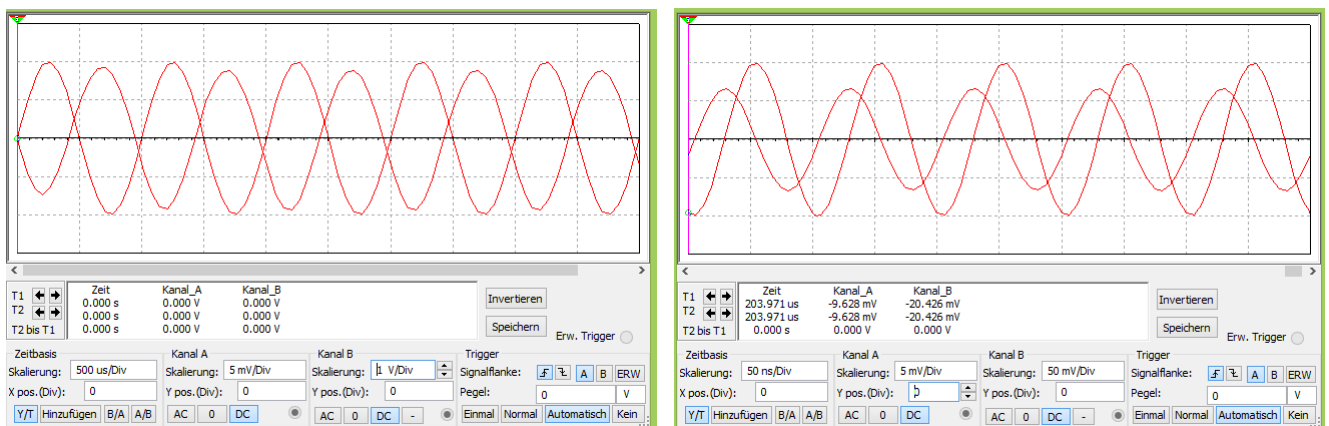 Zeit Kanal_A Kanal_B
T1 0.000 s 0.000 V 0.000 V
T2 0.000 s 0.000 V 0.000 V
T2 bis T1 0.000 s 0.000 V 0.000 V
Invertieren
Speichern
Erw. Trigger
Zeitbasis Kanal A Kanal B Trigger
Skalierung: 500 us/Div Skalierung: 5 mV/Div Skalierung: 1 V/Div Signalflanke: A B ERW
X pos.(Div): 0 Y pos.(Div): 0 Y pos.(Div): 0 Pegel: 0 V
Y/T Hinzufügen B/A A/B AC 0 DC AC 0 DC - Einmal Normal Automatisch Kein
Zeit Kanal_A Kanal_B
T1 203.971 us -9.628 mV -20.426 mV
T2 203.971 us -9.628 mV -20.426 mV
T2 bis T1 0.000 s 0.000 V 0.000 V
Invertieren
Speichern
Erw. Trigger
Zeitbasis Kanal A Kanal B Trigger
Skalierung: 50 ns/Div Skalierung: 5 mV/Div Skalierung: 50 mV/Div Signalflanke: A B ERW
X pos.(Div): 0 Y pos.(Div): Y pos.(Div): 0 Pegel: 0 V
Y/T Hinzufügen B/A A/B AC 0 DC AC 0 DC - Einmal Normal Automatisch Kein